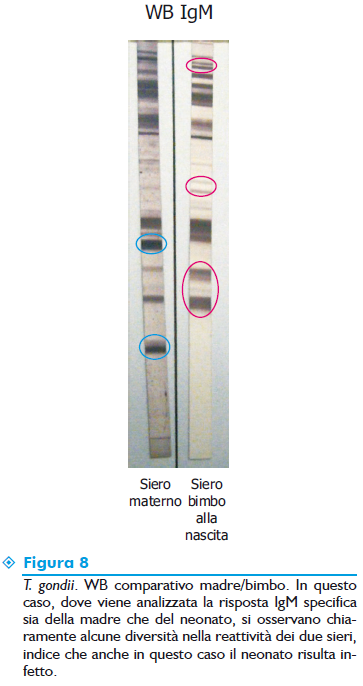 WB IgM
Siero materno
Siero bimbo alla nascita
Figura 8
T. gondii. WB comparativo madre/bimbo. In questo
caso, dove viene analizzata la risposta IgM specifica
sia della madre che del neonato, si osservano chia-
ramente alcune diversità nella reattività dei due sieri,
indice che anche in questo caso il neonato risulta in-
fetto.